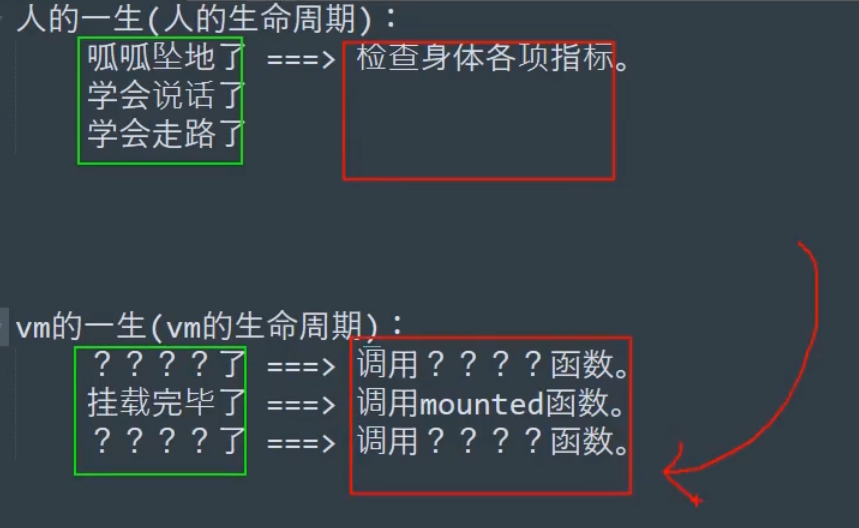 人的一生(人的生命周期)：
呱呱坠地了 ===> 检查身体各项指标。
学会说话了
学会走路了
vm的一生(vm的生命周期)：
？？？？了 ===> 调用？？？？函数。
挂载完毕了 ===> 调用mounted函数。
？？？？了 ===> 调用？？？？函数。